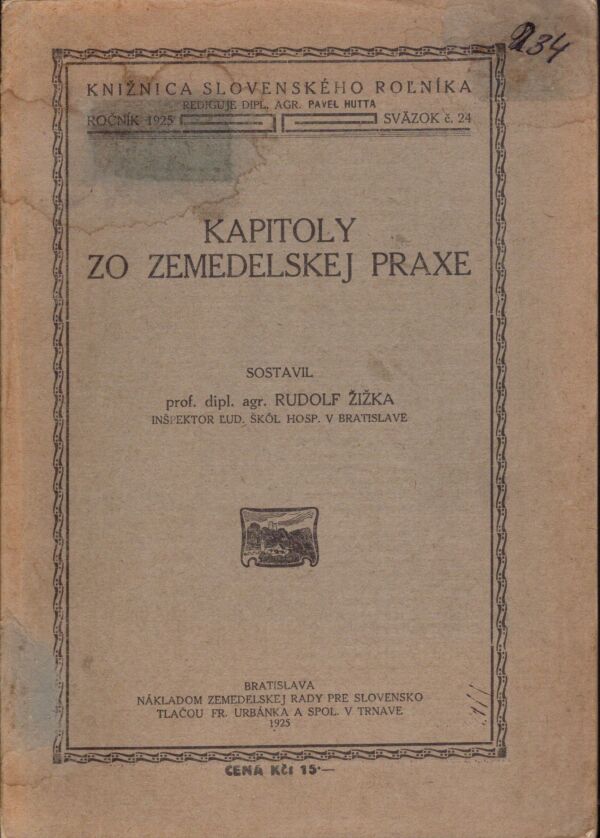 234
KNIŽNICA SLOVENSKÉHO ROĽNÍKA
REDIGUJE DIPL. AGR. PAVEL HUTTA
ROČNÍK 1925 SVÄZOK č. 24
KAPITOLY
ZO ZEMEDELSKEJ PRAXE
SOSTAVIL
prof. dipl. agr. RUDOLF ŽIŽKA
INŠPEKTOR ĽUD. ŠKÔL HOSP. V BRATISLAVE
BRATISLAVA
NÁKLADOM ZEMEDELSKEJ RADY PRE SLOVENSKO
TLAČOU FR. URBÁNKA A SPOL. V TRNAVE
1925
CENA Kčs 15·—